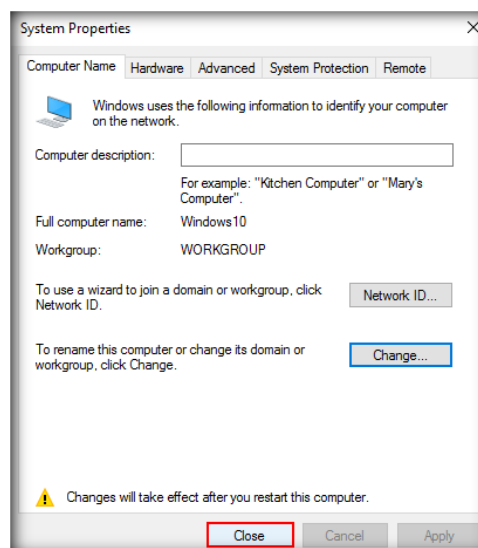 System Properties
Computer Name Hardware Advanced System Protection Remote
Windows uses the following information to identify your computer
on the network.
Computer description:
For example: "Kitchen Computer" or "Mary's
Computer".
Full computer name: Windows10
Workgroup: WORKGROUP
To use a wizard to join a domain or workgroup, click
Network ID.
Network ID...
To rename this computer or change its domain or
workgroup, click Change.
Change...
Changes will take effect after you restart this computer.
Close Cancel Apply